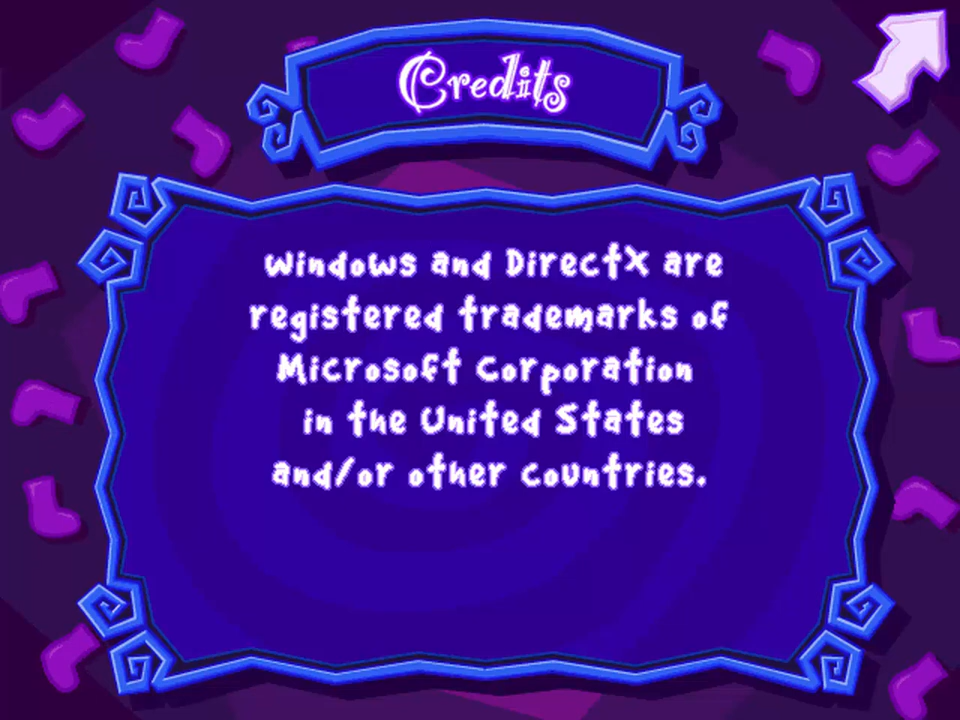 Credits
Windows and DirectX are
registered trademarks of
Microsoft Corporation
in the United States
and/or other countries.